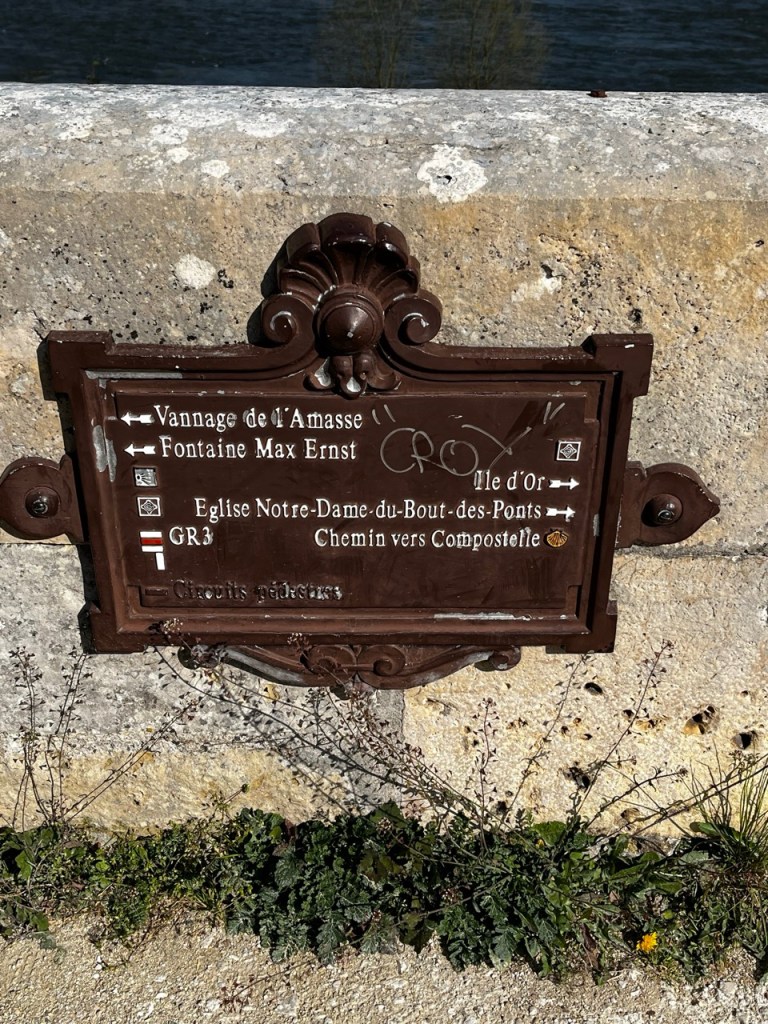 Vannage de l'Amasse
Fontaine Max Ernst
"CROX"
Ile d'Or
Eglise Notre-Dame-du-Bout-des-Ponts
GR3
Chemin vers Compostelle
Circuits pédestres